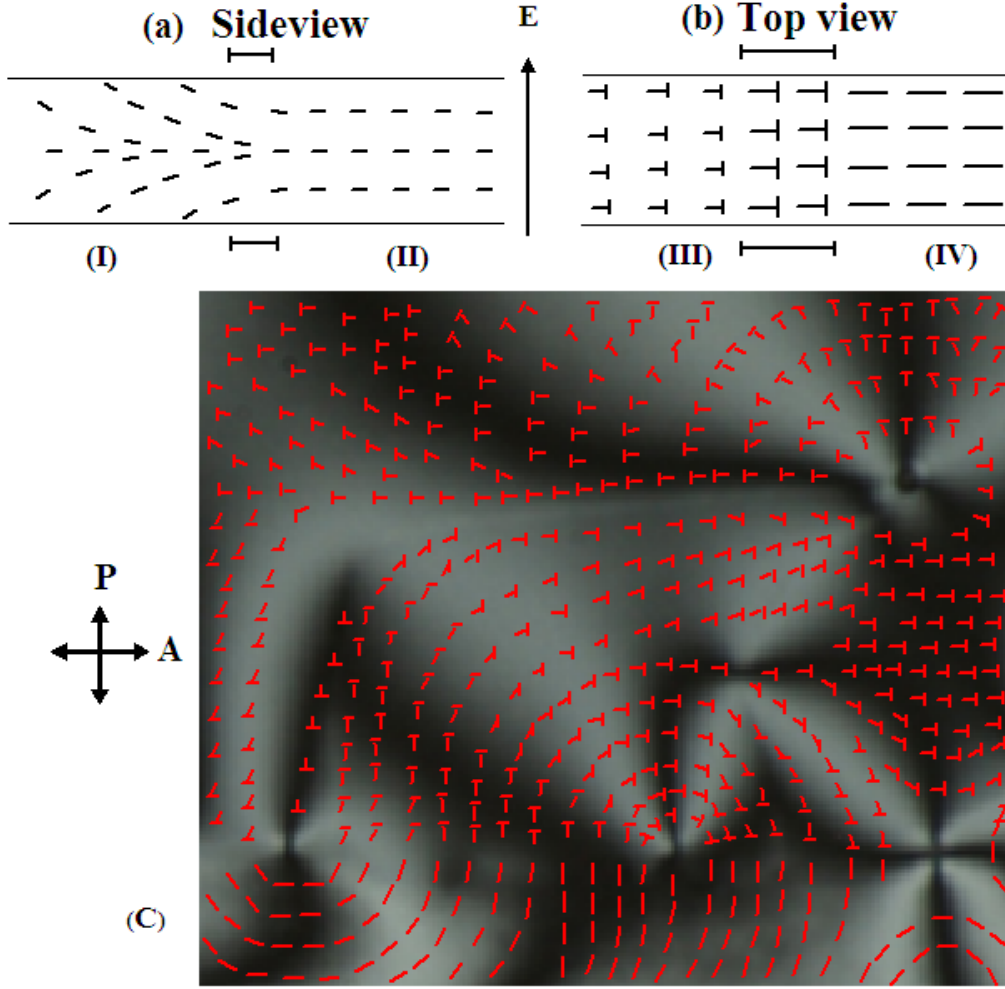 (a) Sideview
E
(b) Top view
(I)
(II)
(III)
(IV)
P
A
(C)